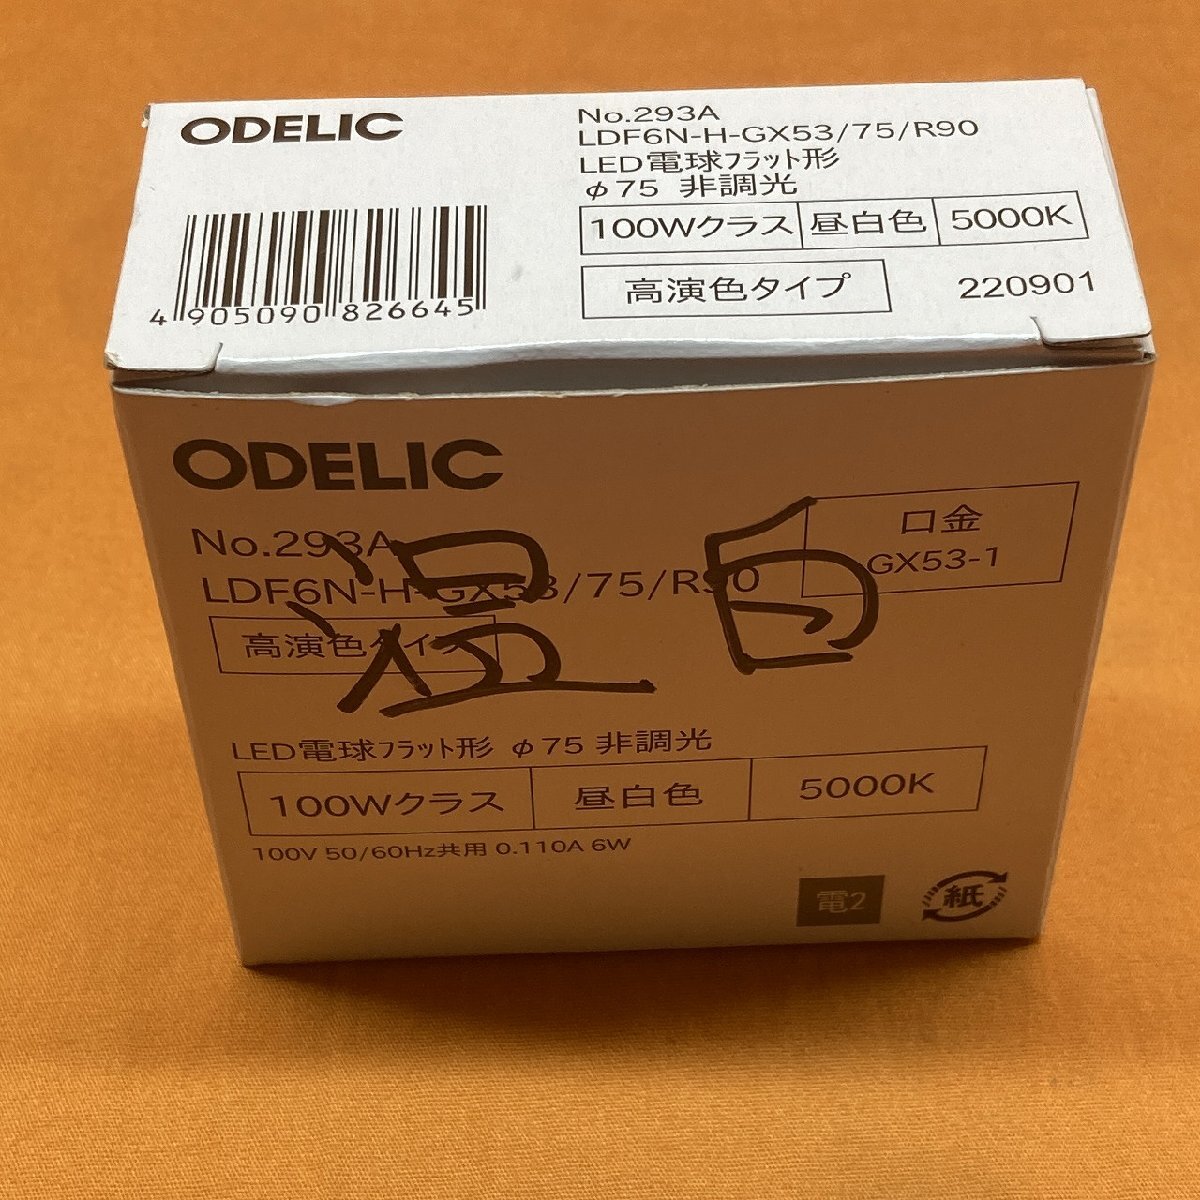 ODELIC
No.293A
LDF6N-H-GX53/75/R90
LED電球フラット形
φ75 非調光
100Wクラス 昼白色 5000K
高演色タイプ 220901
4 905090 826645
ODELIC
No.293A
LDF6N-H-GX53/75/R90
口金
GX53-1
高演色タイプ
温白
LED電球フラット形 φ75 非調光
100Wクラス 昼白色 5000K
100V 50/60Hz共用 0.110A 6W
電2 紙